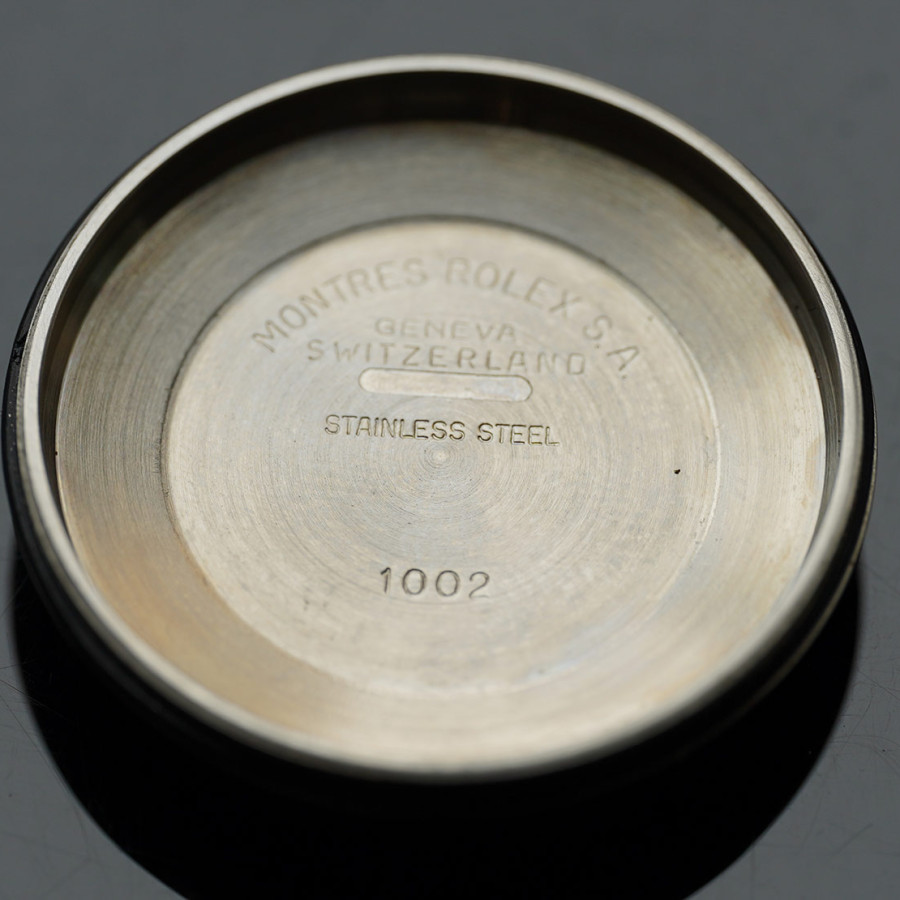 MONTRES ROLEX S.A.
GENEVA
SWITZERLAND
STAINLESS STEEL
1002